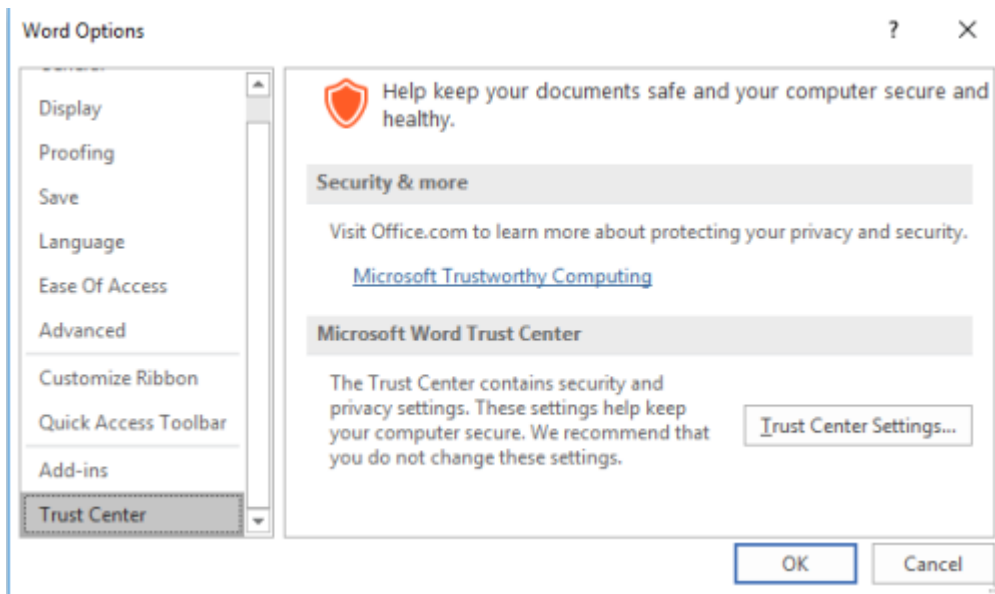 Word Options
?
Display
Proofing
Save
Language
Ease Of Access
Advanced
Customize Ribbon
Quick Access Toolbar
Add-ins
Trust Center
Help keep your documents safe and your computer secure and
healthy.
Security & more
Visit Office.com to learn more about protecting your privacy and security.
Microsoft Trustworthy Computing
Microsoft Word Trust Center
The Trust Center contains security and
privacy settings. These settings help keep
your computer secure. We recommend that
you do not change these settings.
Trust Center Settings...
OK
Cancel